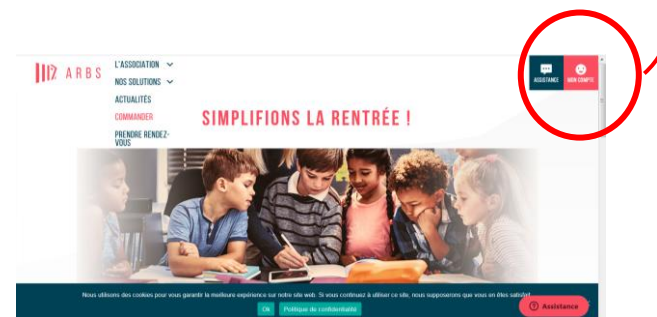 ARBS
L'ASSOCIATION
NOS SOLUTIONS
ACTUALITÉS
COMMANDER
PRENDRE RENDEZ-
VOUS
ASSISTANCE
MON COMPTE
SIMPLIFIONS LA RENTRÉE !
Nous utilisons des cookies pour vous garantir la meilleure expérience sur notre site web. Si vous continuez à utiliser ce site, nous supposerons que vous en êtes satisfait.
Ok
Politique de confidentialité
Assistance